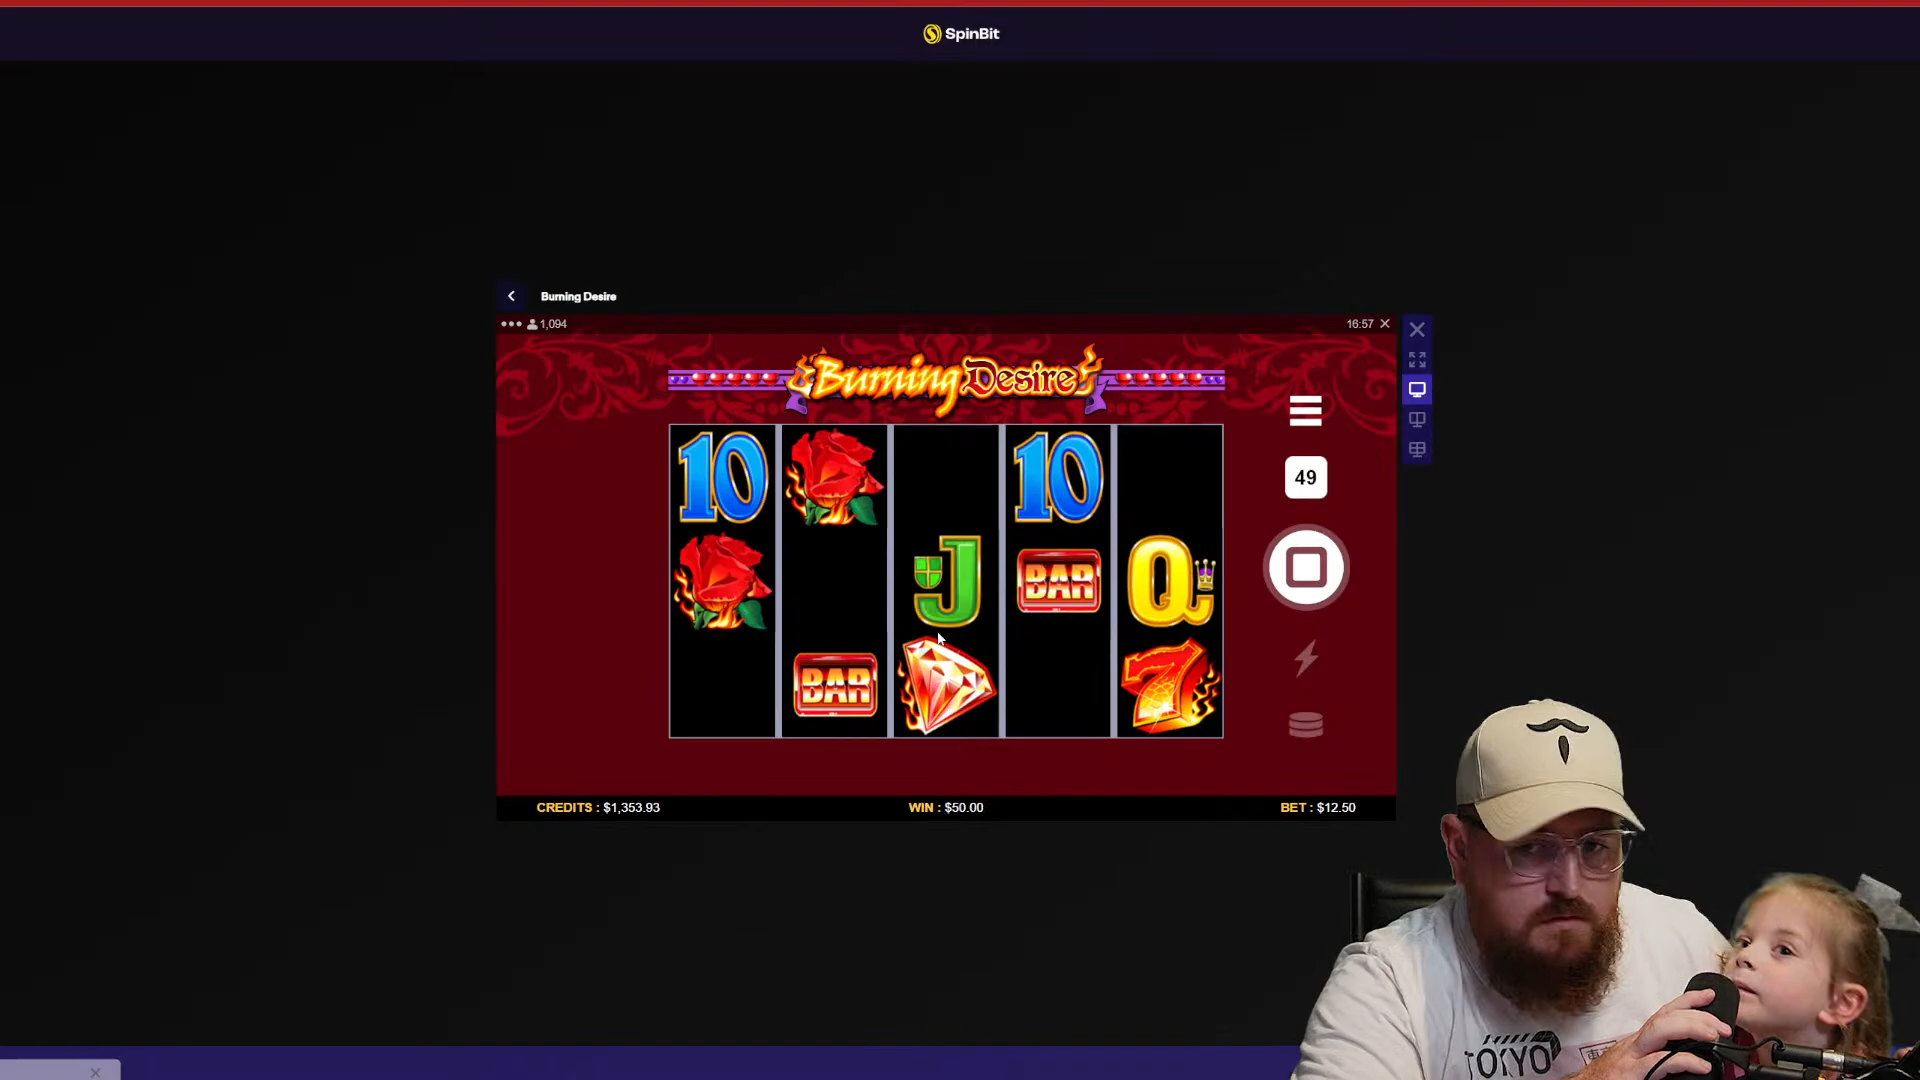 SpinBit
Burning Desire
1,094
16:57
Burning Desire
10
10
49
J
BAR
Q
BAR
7
CREDITS : $1,353.93
WIN : $50.00
BET : $12.50
TOKYO